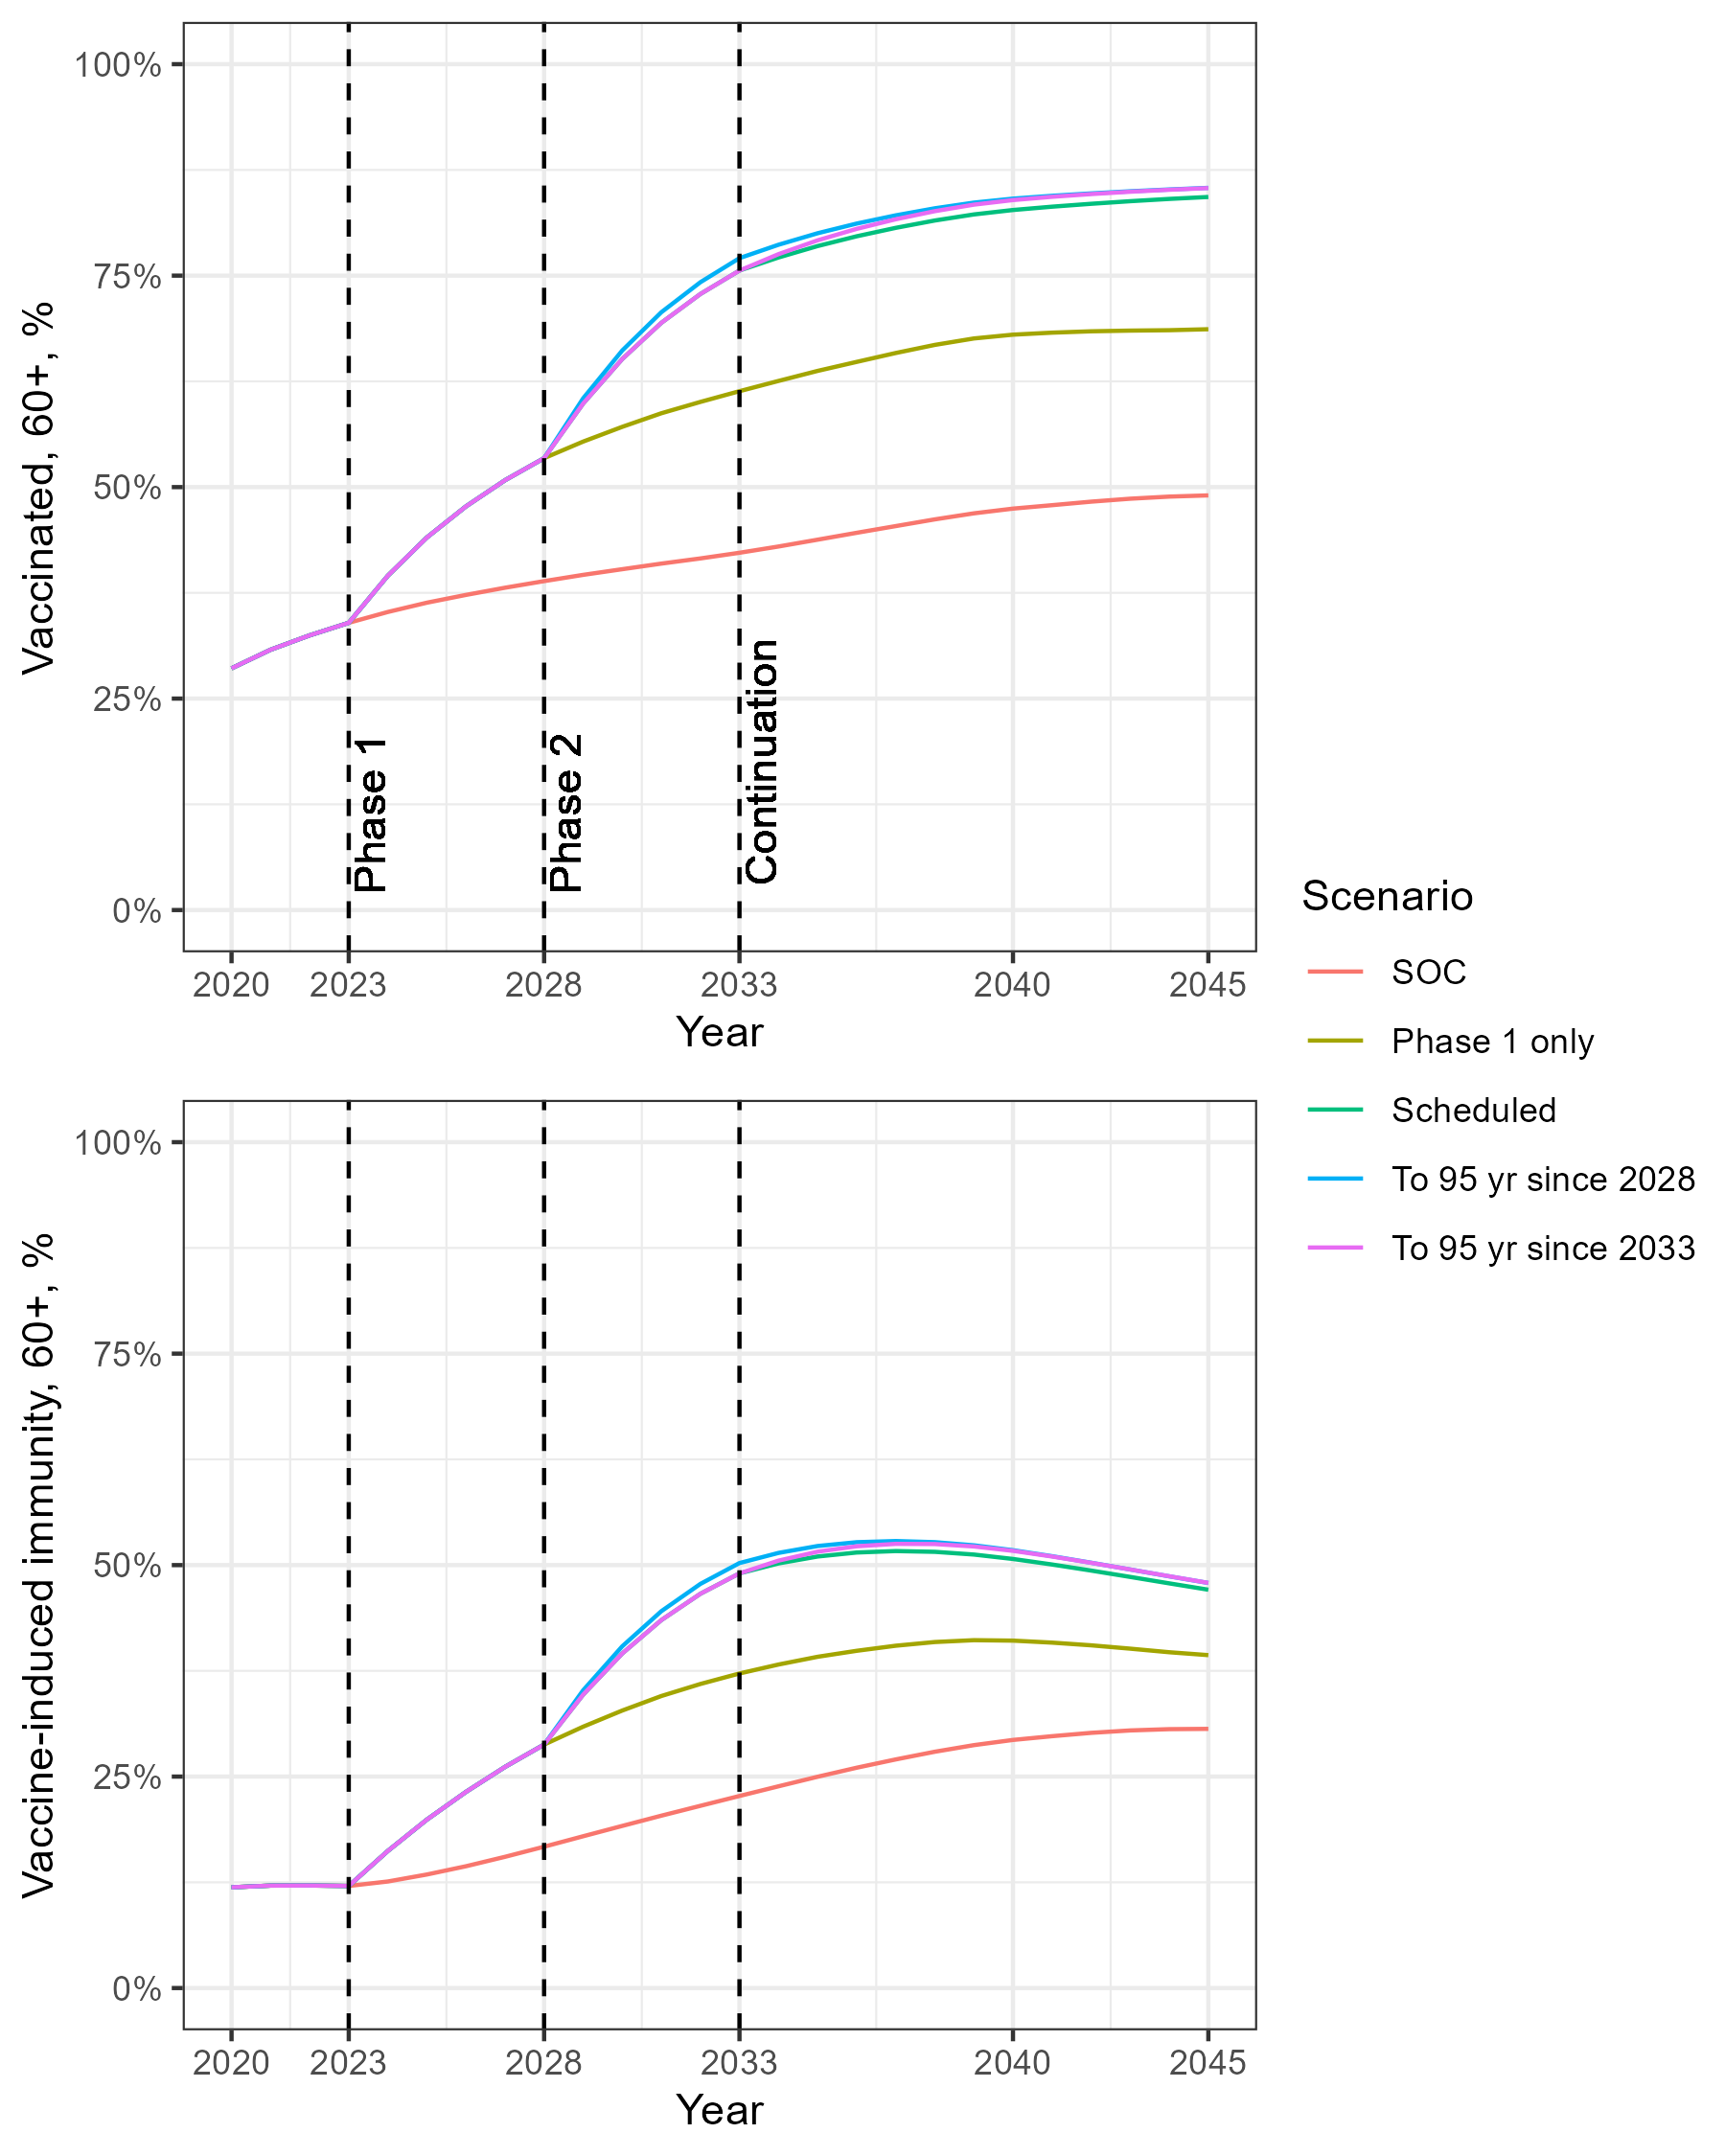 Vaccinated, 60+, %
100%
75%
50%
25%
0%
Phase 1
Phase 2
Continuation
2020 2023 2028 2033 2040 2045
Year
Vaccine-induced immunity, 60+, %
100%
75%
50%
25%
0%
2020 2023 2028 2033 2040 2045
Year
Scenario
SOC
Phase 1 only
Scheduled
To 95 yr since 2028
To 95 yr since 2033